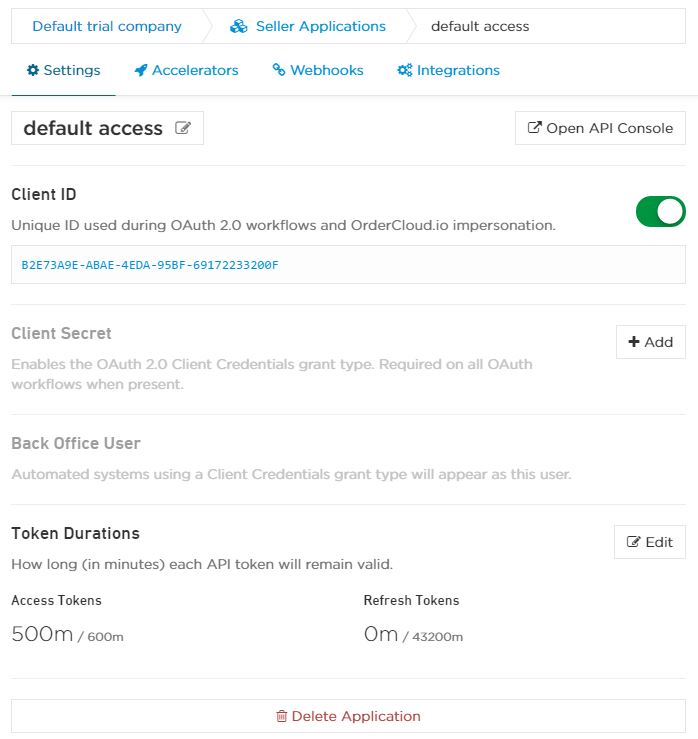 Default trial company
Seller Applications
default access
Settings
Accelerators
Webhooks
Integrations
default access
Open API Console
Client ID
Unique ID used during OAuth 2.0 workflows and OrderCloud.io impersonation.
B2E73A9E-ABAE-4EDA-95BF-69172233200F
Client Secret
Add
Enables the OAuth 2.0 Client Credentials grant type. Required on all OAuth
workflows when present.
Back Office User
Automated systems using a Client Credentials grant type will appear as this user.
Token Durations
Edit
How long (in minutes) each API token will remain valid.
Access Tokens
Refresh Tokens
500m / 600m
0m / 43200m
Delete Application